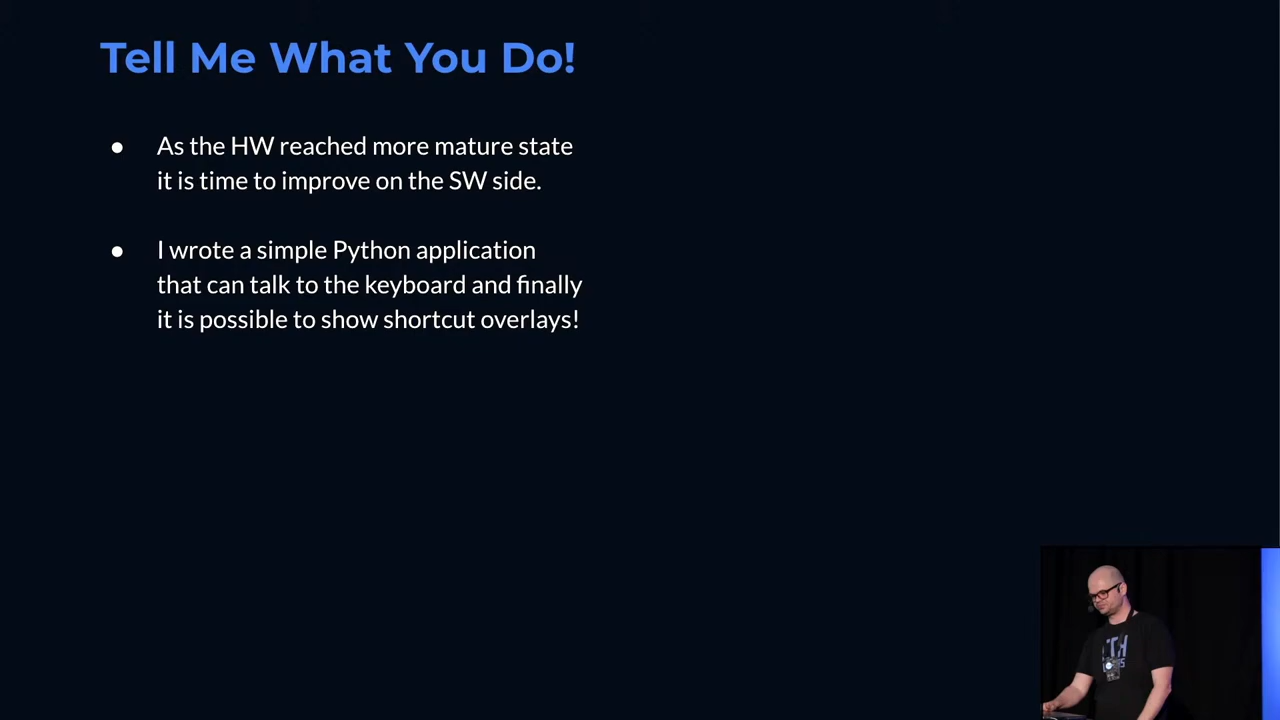 Tell Me What You Do!
● As the HW reached more mature state
it is time to improve on the SW side.
● I wrote a simple Python application
that can talk to the keyboard and finally
it is possible to show shortcut overlays!